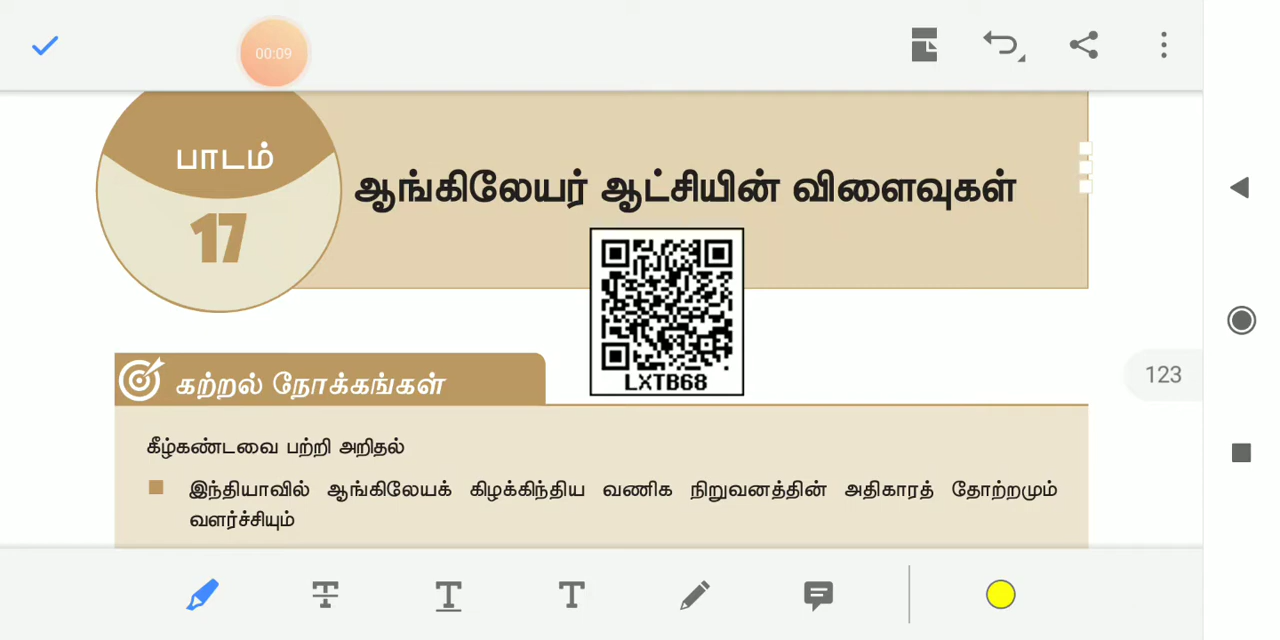 00:09
பாடம்
17
ஆங்கிலேயர் ஆட்சியின் விளைவுகள்
LXTB68
கற்றல் நோக்கங்கள்
123
கீழ்கண்டவை பற்றி அறிதல்
இந்தியாவில் ஆங்கிலேயக் கிழக்கிந்திய வணிக நிறுவனத்தின் அதிகாரத் தோற்றமும்
வளர்ச்சியும்